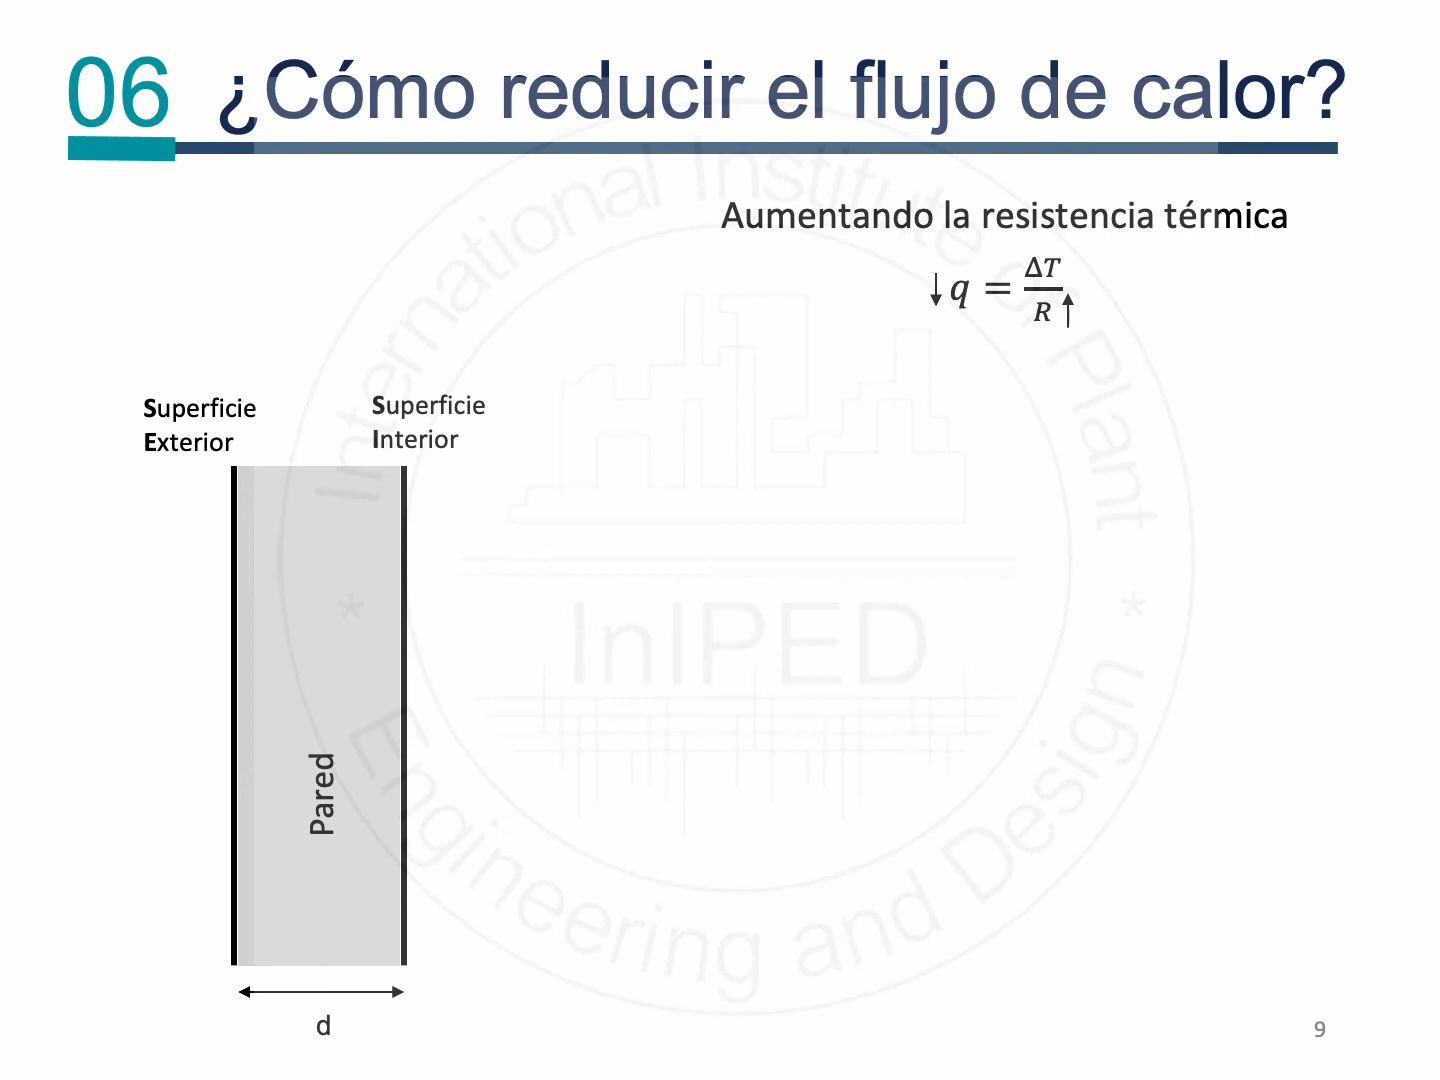 06 ¿Cómo reducir el flujo de calor?
Aumentando la resistencia térmica
↓q = ΔT/R↑
Superficie
Exterior
Superficie
Interior
Pared
d
International Institute of Plant
* Engineering and Design *
InIPED
9